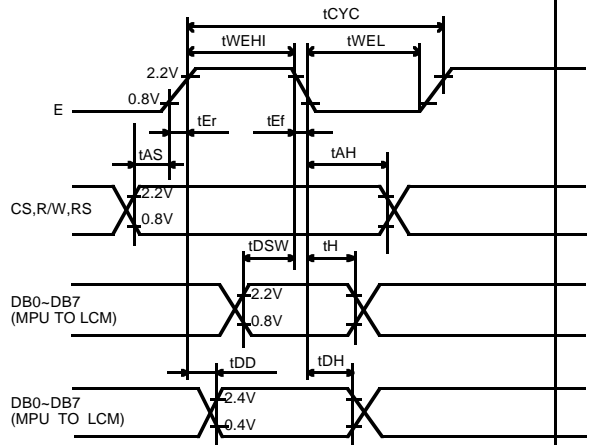 tCYC
tWEHI
tWEL
2.2V
0.8V
E
tEr
tEf
tAS
tAH
2.2V
CS,R/W,RS
0.8V
tDSW
tH
2.2V
DB0~DB7
(MPU TO LCM)
0.8V
tDD
tDH
2.4V
DB0~DB7
(MPU TO LCM)
0.4V